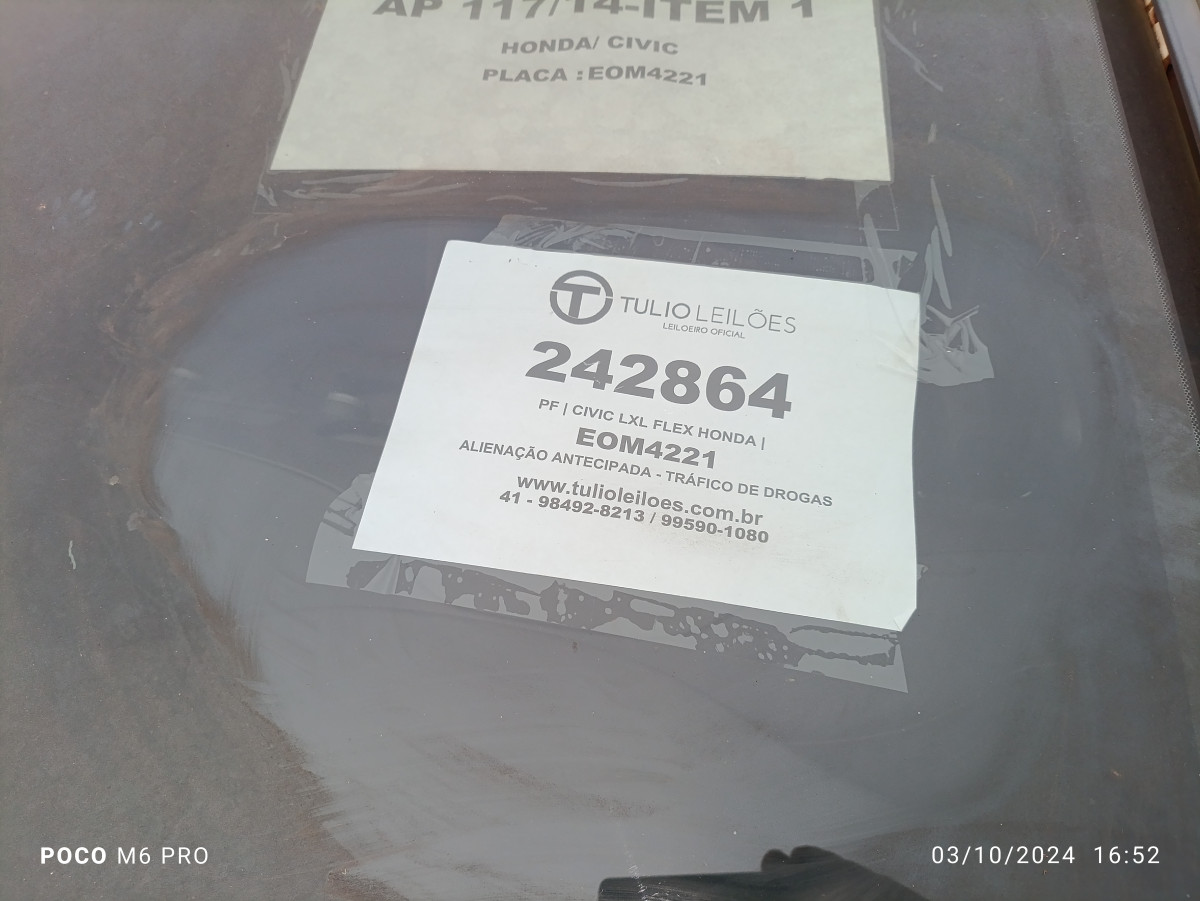 AP 117/14-ITEM 1
HONDA/ CIVIC
PLACA : EOM4221
TULIO LEILÕES
LEILOEIRO OFICIAL
242864
PF | CIVIC LXL FLEX HONDA |
EOM4221
ALIENAÇÃO ANTECIPADA - TRÁFICO DE DROGAS
www.tulioleiloes.com.br
41 - 98492-8213 / 99590-1080
POCO M6 PRO
03/10/2024 16:52